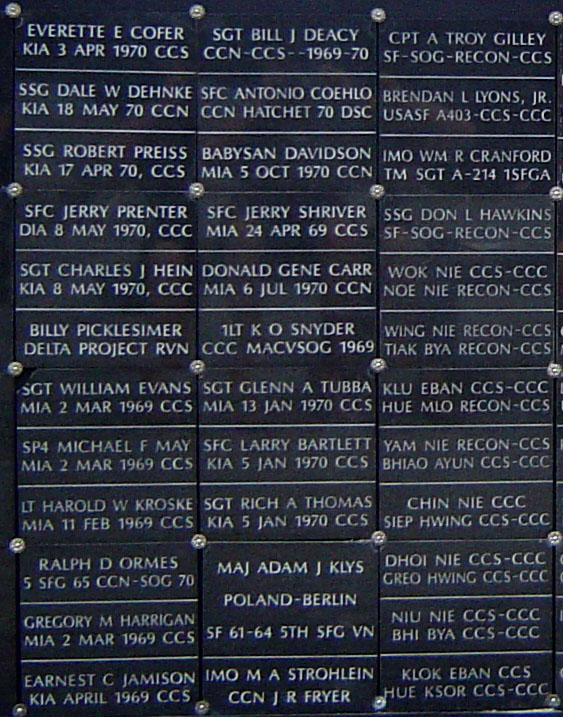 EVERETTE E COFER
KIA 3 APR 1970 CCS
SSG DALE W DEHNKE
KIA 18 MAY 70 CCN
SSG ROBERT PREISS
KIA 17 APR 70, CCS
SFC JERRY PRENTER
DIA 8 MAY 1970, CCC
SGT CHARLES J HEIN
KIA 8 MAY 1970, CCC
BILLY PICKLESIMER
DELTA PROJECT RVN
SGT WILLIAM EVANS
MIA 2 MAR 1969 CCS
SP4 MICHAEL F MAY
MIA 2 MAR 1969 CCS
LT HAROLD W KROSKE
MIA 11 FEB 1969 CCS
RALPH D ORMES
5 SFG 65 CCN-SOG 70
GREGORY M HARRIGAN
MIA 2 MAR 1969 CCS
EARNEST C JAMISON
KIA APRIL 1969 CCS
SGT BILL J DEACY
CCN-CCS--1969-70
SFC ANTONIO COEHLO
CCN HATCHET 70 DSC
BABYSAN DAVIDSON
MIA 5 OCT 1970 CCN
SFC JERRY SHRIVER
MIA 24 APR 69 CCS
DONALD GENE CARR
MIA 6 JUL 1970 CCN
1LT K O SNYDER
CCC MACVSOG 1969
SGT GLENN A TUBBA
MIA 13 JAN 1970 CCS
SFC LARRY BARTLETT
KIA 5 JAN 1970 CCS
SGT RICH A THOMAS
KIA 5 JAN 1970 CCS
MAJ ADAM J KLYS
POLAND-BERLIN
SF 61-64 5TH SFG VN
IMO M A STROHLEIN
CCN J R FRYER
CPT A TROY GILLEY
SF-SOG-RECON-CCS
BRENDAN L LYONS, JR.
USASF A403-CCS-CCC
IMO WM R CRANFORD
TM SGT A-214 1SFGA
SSG DON L HAWKINS
SF-SOG-RECON-CCS
WOK NIE CCS-CCC
NOE NIE RECON-CCS
WING NIE RECON-CCS
TIAK BYA RECON-CCS
KLU EBAN CCS-CCC
HUE MLO RECON-CCS
YAM NIE RECON-CCS
BHIAO AYUN CCS-CCC
CHIN NIE CCC
SIEP HWING CCS-CCC
DHOI NIE CCS-CCC
GREO HWING CCS-CCC
NIU NIE CCS-CCC
BHI BYA CCS-CCC
KLOK EBAN CCS
HUE KSOR CCS-CCC